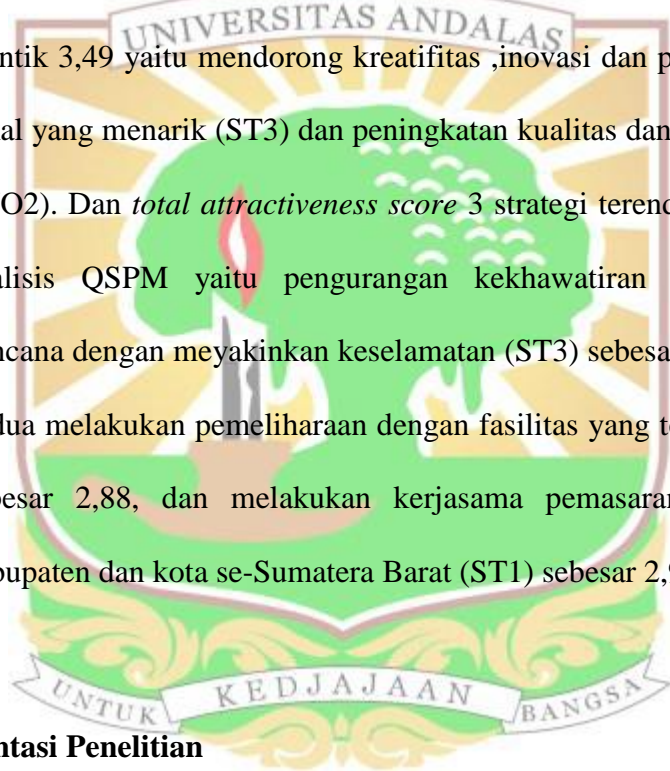 UNIVERSITAS ANDALAS
ntik 3,49 yaitu mendorong kreatifitas ,inovasi dan p
al yang menarik (ST3) dan peningkatan kualitas dan
O2). Dan total attractiveness score 3 strategi terend
alisis QSPM yaitu pengurangan kekhawatiran
ncana dengan meyakinkan keselamatan (ST3) sebesa
dua melakukan pemeliharaan dengan fasilitas yang te
besar 2,88, dan melakukan kerjasama pemasaran
bupaten dan kota se-Sumatera Barat (ST1) sebesar 2,9
UNTUK KEDJAJAAN BANGSA
ntasi Penelitian